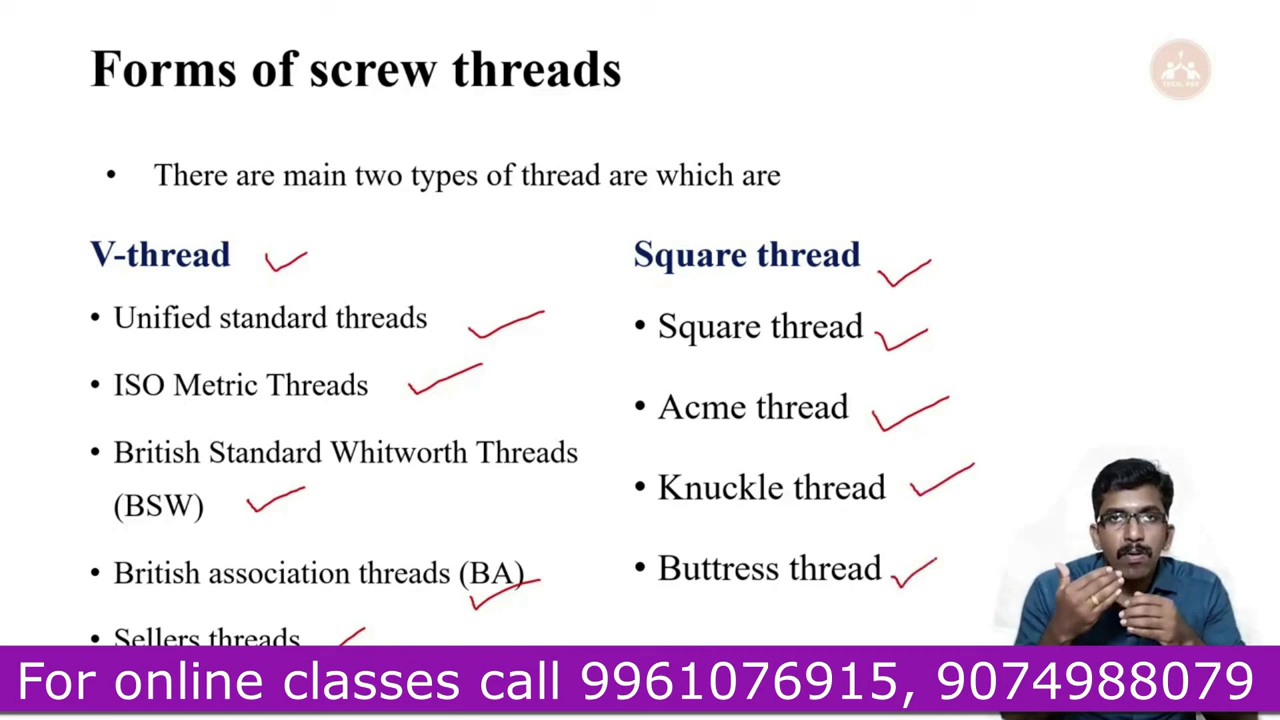 Forms of screw threads
• There are main two types of thread are which are
V-thread
• Unified standard threads
• ISO Metric Threads
• British Standard Whitworth Threads
(BSW)
• British association threads (BA)
• Sellers threads
Square thread
• Square thread
• Acme thread
• Knuckle thread
• Buttress thread
For online classes call 9961076915, 9074988079